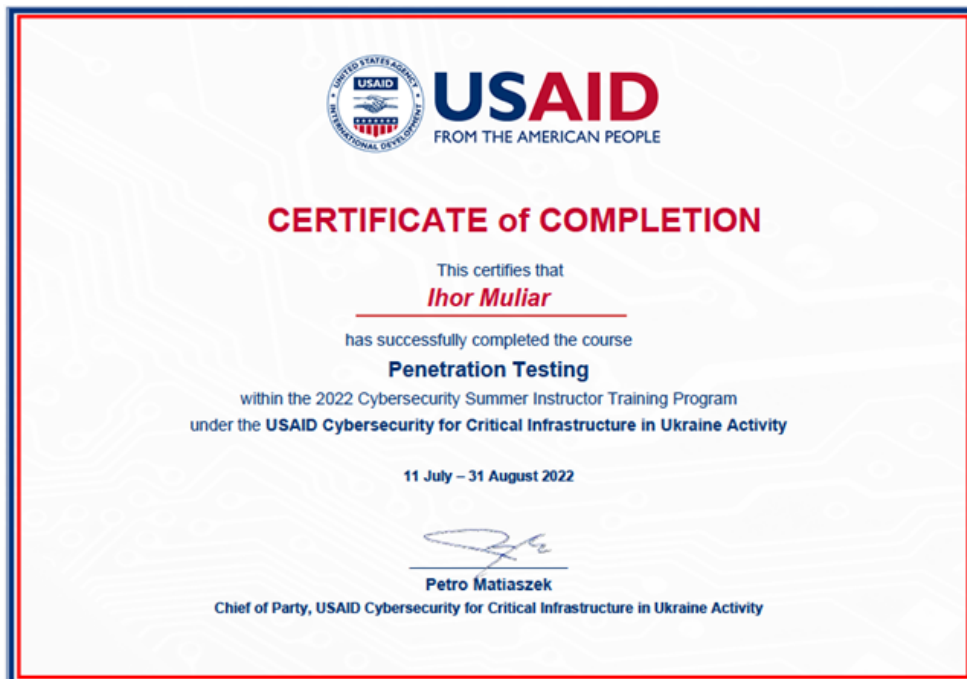 UNITED STATES AGENCY
USAID
INTERNATIONAL DEVELOPMENT
USAID
FROM THE AMERICAN PEOPLE
CERTIFICATE of COMPLETION
This certifies that
Ihor Muliar
has successfully completed the course
Penetration Testing
within the 2022 Cybersecurity Summer Instructor Training Program
under the USAID Cybersecurity for Critical Infrastructure in Ukraine Activity
11 July – 31 August 2022
Petro Matiaszek
Chief of Party, USAID Cybersecurity for Critical Infrastructure in Ukraine Activity